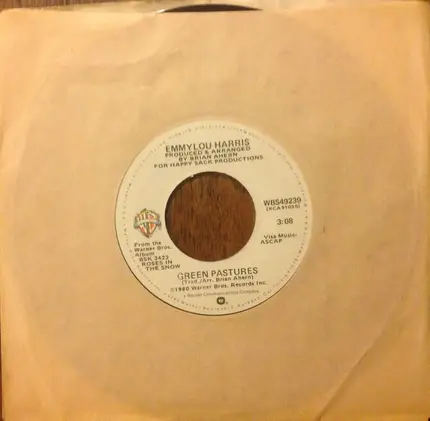 EMMYLOU HARRIS
PRODUCED & ARRANGED
BY BRIAN AHERN
FOR HAPPY SACK PRODUCTIONS
WBS49239
3:08
Visa Music-
ASCAP
From the
Warner Bros.
Album
BSK 3422
ROSES IN
THE SNOW
GREEN PASTURES
(Trad./Arr. Brian Ahern)
©1980 Warner Bros. Records Inc.